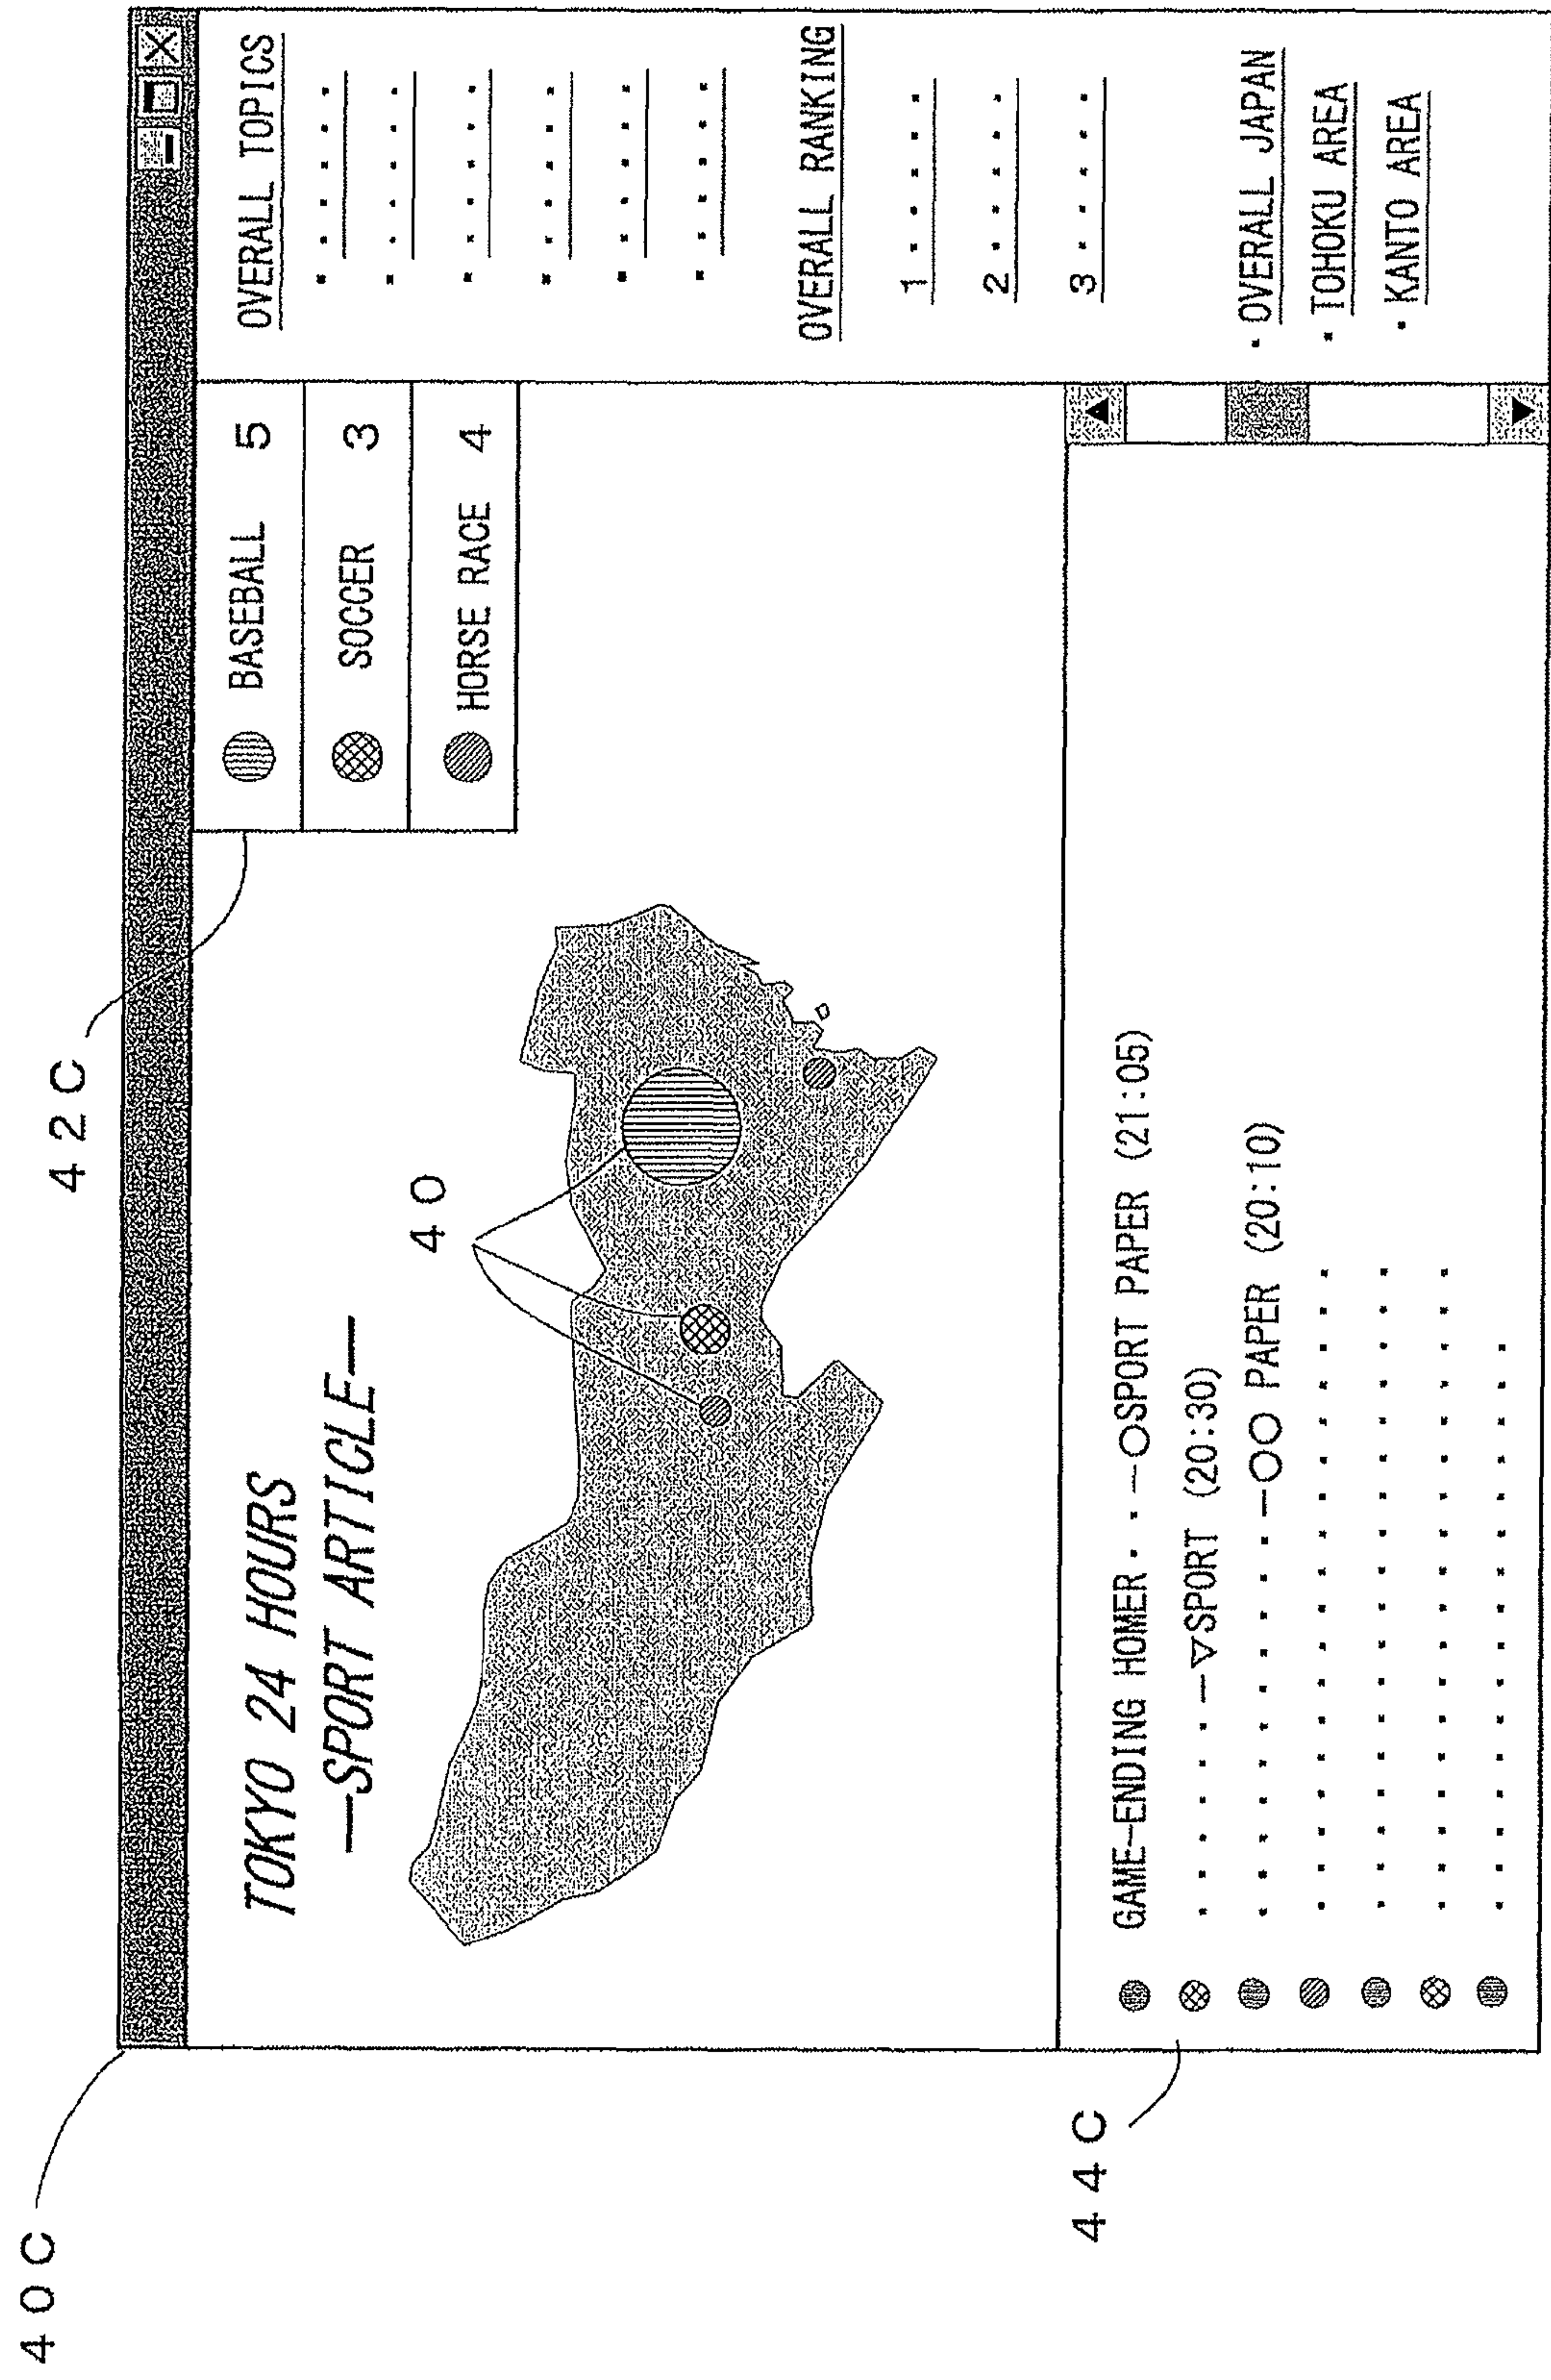 40C
42C
TOKYO 24 HOURS
—SPORT ARTICLE—
40
BASEBALL 5
SOCCER 3
HORSE RACE 4
OVERALL TOPICS
OVERALL RANKING
1 · · · · ·
2 · · · · ·
3 · · · · ·
· OVERALL JAPAN
· TOHOKU AREA
· KANTO AREA
44C
GAME-ENDING HOMER · · —○SPORT PAPER (21:05)
· · · · · · —▽SPORT (20:30)
· · · · · · · · · · —○○ PAPER (20:10)